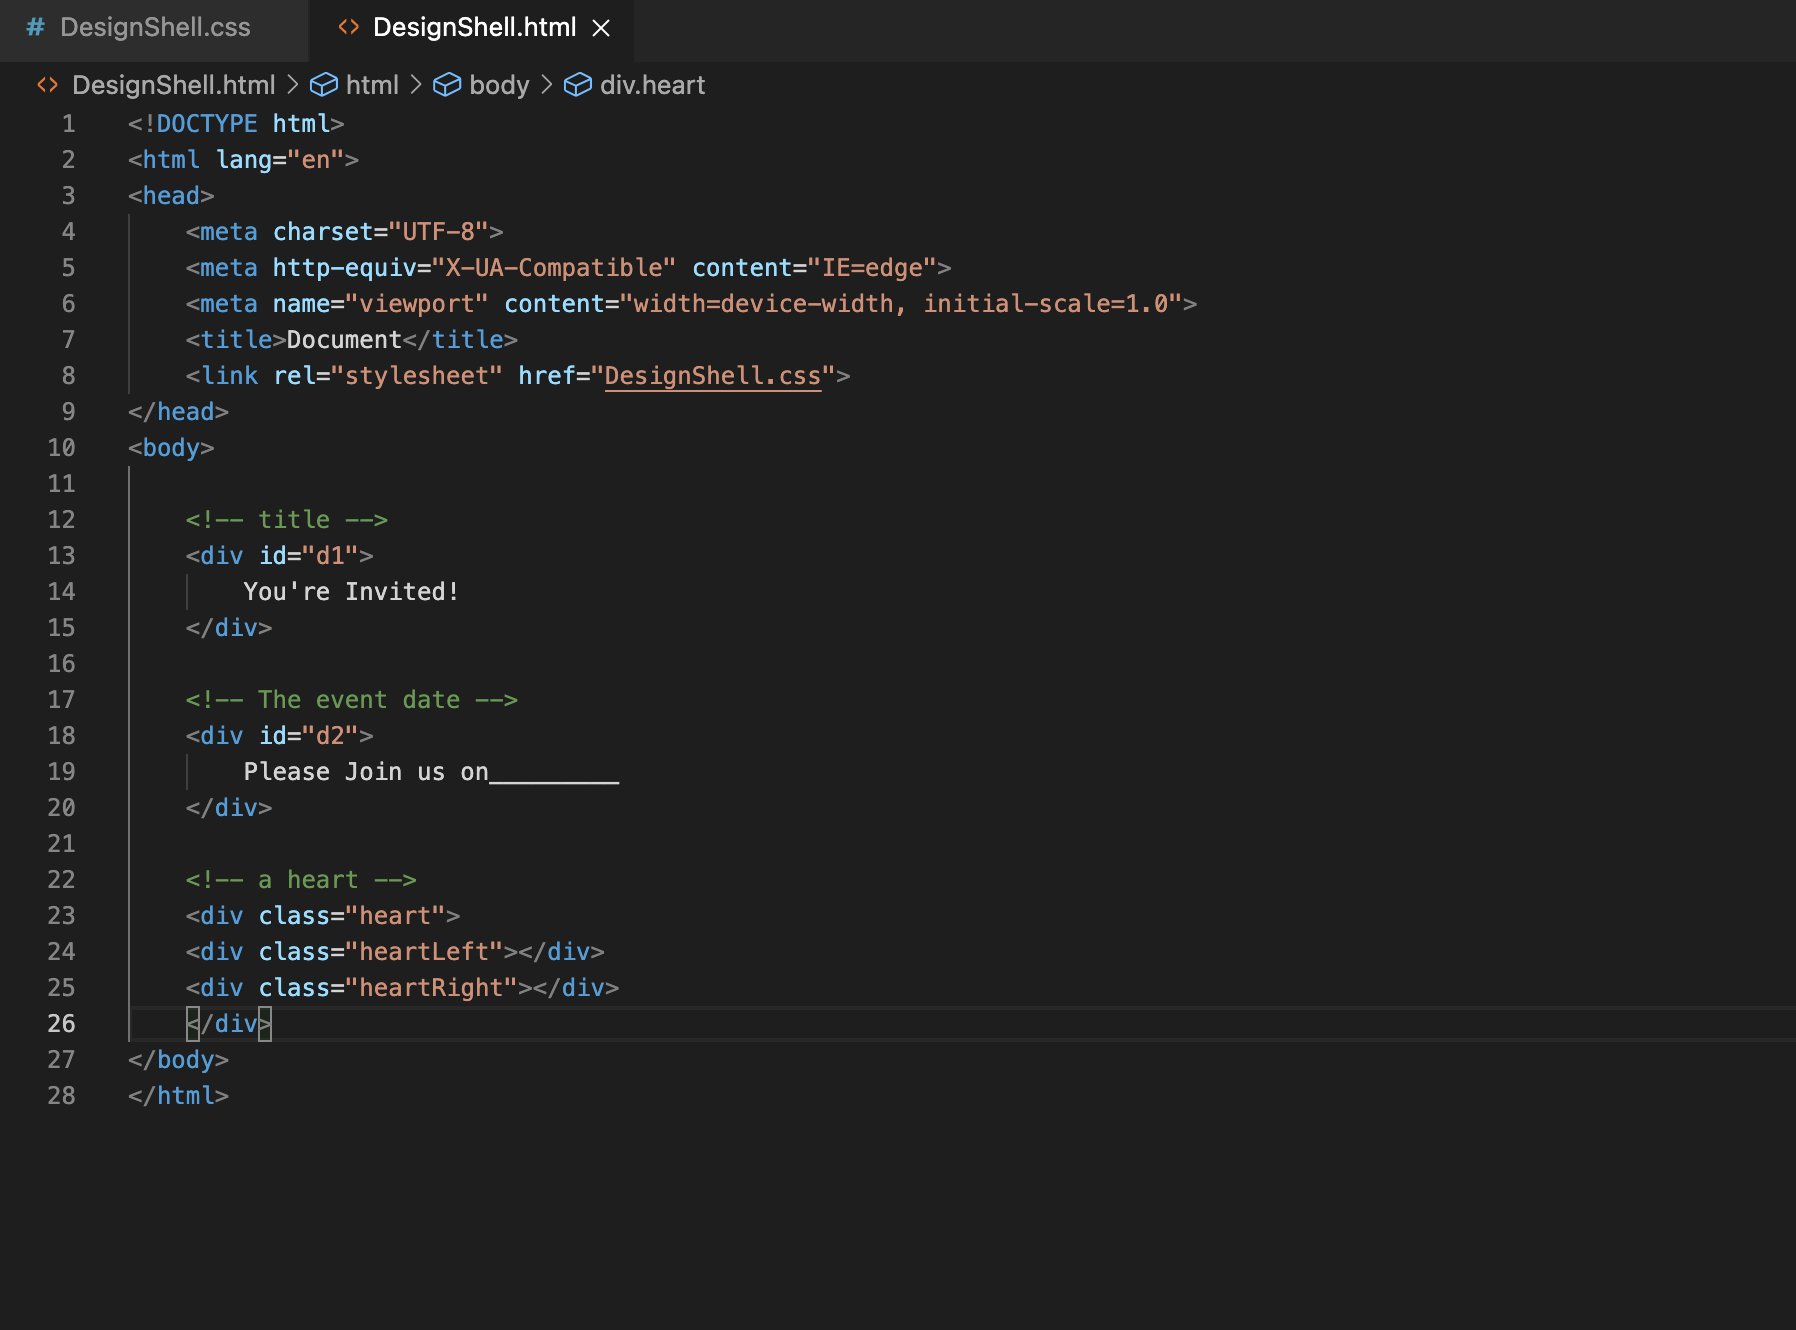 # DesignShell.css <> DesignShell.html ×
<> DesignShell.html > html > body > div.heart
1 <!DOCTYPE html>
2 <html lang="en">
3 <head>
4     <meta charset="UTF-8">
5     <meta http-equiv="X-UA-Compatible" content="IE=edge">
6     <meta name="viewport" content="width=device-width, initial-scale=1.0">
7     <title>Document</title>
8     <link rel="stylesheet" href="DesignShell.css">
9 </head>
10 <body>
11
12     <!-- title -->
13     <div id="d1">
14         You're Invited!
15     </div>
16
17     <!-- The event date -->
18     <div id="d2">
19         Please Join us on_________
20     </div>
21
22     <!-- a heart -->
23     <div class="heart">
24     <div class="heartLeft"></div>
25     <div class="heartRight"></div>
26     </div>
27 </body>
28 </html>